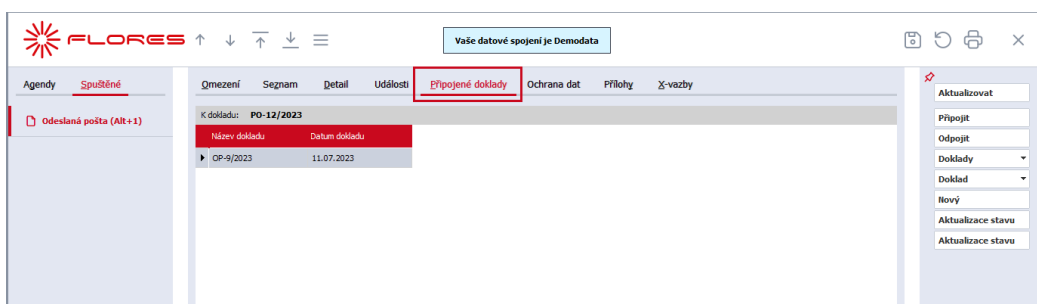 FLORES
Vaše datové spojení je Demodata
Agendy Spuštěné
Omezení Seznam Detail Události Připojené doklady Ochrana dat Přílohy X-vazby
Odeslaná pošta (Alt+1)
K dokladu: PO-12/2023
Název dokladu Datum dokladu
OP-9/2023 11.07.2023
Aktualizovat
Připojit
Odpojit
Doklady
Doklad
Nový
Aktualizace stavu
Aktualizace stavu